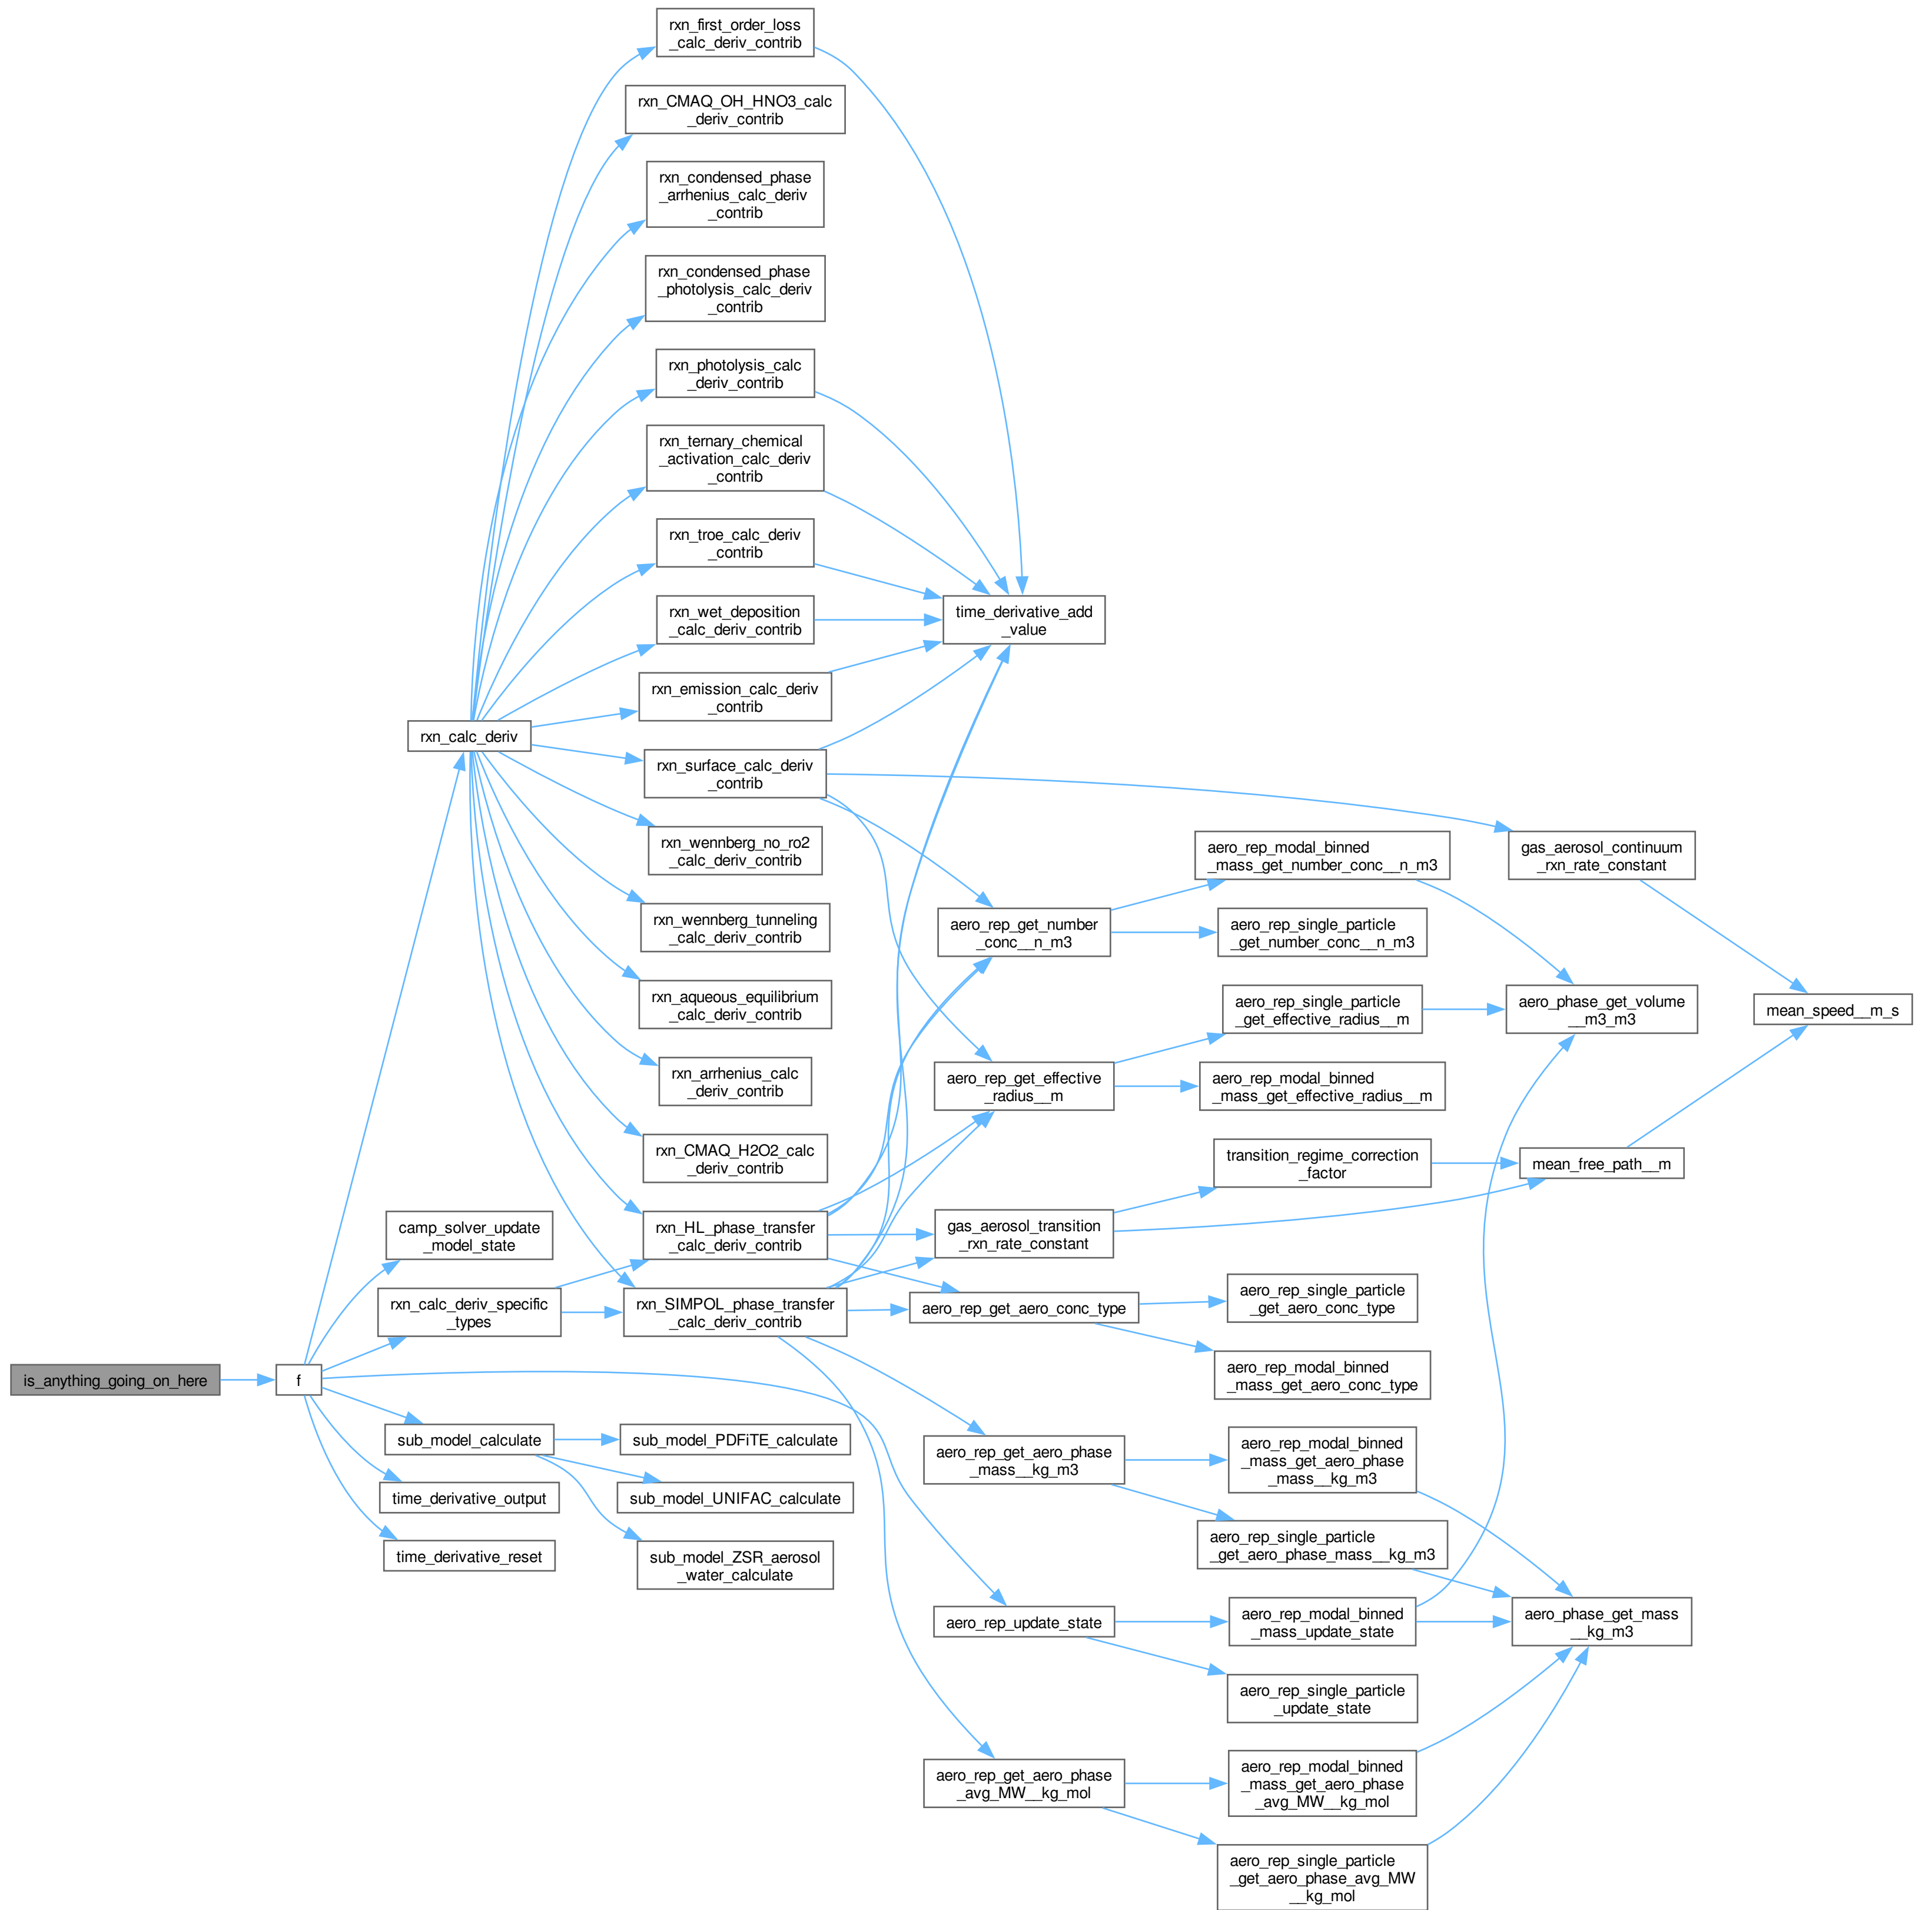 rxn_first_order_loss
_calc_deriv_contrib
rxn_CMAQ_OH_HNO3_calc
_deriv_contrib
rxn_condensed_phase
_arrhenius_calc_deriv
_contrib
rxn_condensed_phase
_photolysis_calc_deriv
_contrib
rxn_photolysis_calc
_deriv_contrib
rxn_ternary_chemical
_activation_calc_deriv
_contrib
rxn_troe_calc_deriv
_contrib
rxn_wet_deposition
_calc_deriv_contrib
time_derivative_add
_value
rxn_emission_calc_deriv
_contrib
rxn_calc_deriv
rxn_surface_calc_deriv
_contrib
rxn_wennberg_no_ro2
_calc_deriv_contrib
rxn_wennberg_tunneling
_calc_deriv_contrib
rxn_aqueous_equilibrium
_calc_deriv_contrib
rxn_arrhenius_calc
_deriv_contrib
rxn_CMAQ_H2O2_calc
_deriv_contrib
rxn_HL_phase_transfer
_calc_deriv_contrib
rxn_SIMPOL_phase_transfer
_calc_deriv_contrib
aero_rep_modal_binned
_mass_get_number_conc__n_m3
gas_aerosol_continuum
_rxn_rate_constant
aero_rep_get_number
_conc__n_m3
aero_rep_single_particle
_get_number_conc__n_m3
aero_rep_single_particle
_get_effective_radius__m
aero_phase_get_volume
__m3_m3
mean_speed__m_s
aero_rep_get_effective
_radius__m
aero_rep_modal_binned
_mass_get_effective_radius__m
transition_regime_correction
_factor
mean_free_path__m
gas_aerosol_transition
_rxn_rate_constant
aero_rep_get_aero_conc_type
aero_rep_single_particle
_get_aero_conc_type
aero_rep_modal_binned
_mass_get_aero_conc_type
camp_solver_update
_model_state
rxn_calc_deriv_specific
_types
is_anything_going_on_here
f
sub_model_calculate
sub_model_PDFiTE_calculate
time_derivative_output
sub_model_UNIFAC_calculate
time_derivative_reset
sub_model_ZSR_aerosol
_water_calculate
aero_rep_get_aero_phase
_mass__kg_m3
aero_rep_modal_binned
_mass_get_aero_phase
_mass__kg_m3
aero_rep_single_particle
_get_aero_phase_mass__kg_m3
aero_rep_update_state
aero_rep_modal_binned
_mass_update_state
aero_phase_get_mass
__kg_m3
aero_rep_single_particle
_update_state
aero_rep_get_aero_phase
_avg_MW__kg_mol
aero_rep_modal_binned
_mass_get_aero_phase
_avg_MW__kg_mol
aero_rep_single_particle
_get_aero_phase_avg_MW
__kg_mol